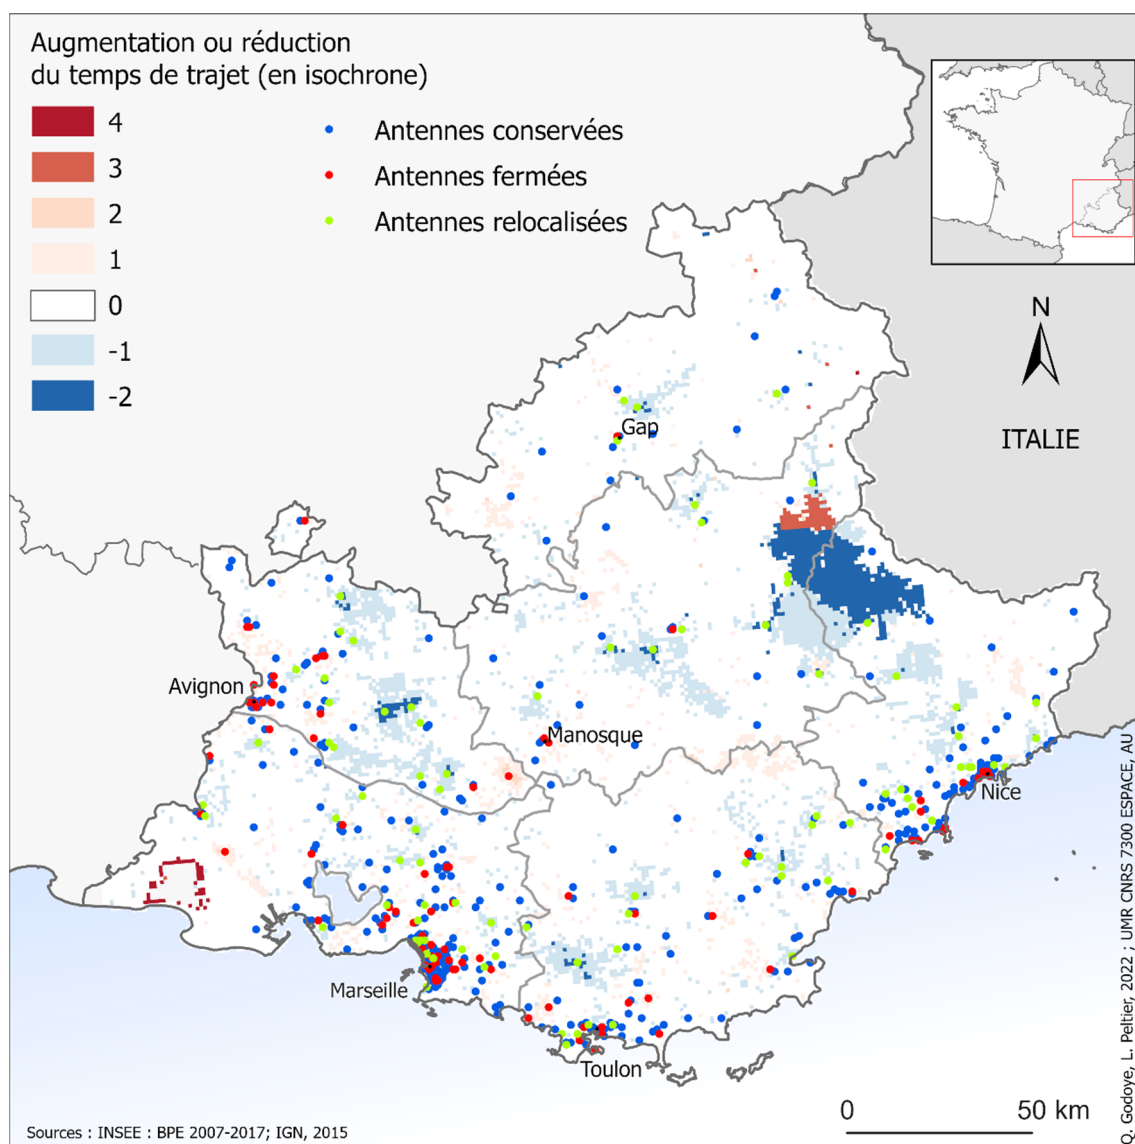 Augmentation ou réduction
du temps de trajet (en isochrone)
4
3
2
1
0
-1
-2
Antennes conservées
Antennes fermées
Antennes relocalisées
N
ITALIE
Gap
Avignon
Manosque
Nice
Marseille
Toulon
0 50 km
Sources : INSEE : BPE 2007-2017; IGN, 2015
Q. Godoye, L. Peltier, 2022 ; UMR CNRS 7300 ESPACE, AU